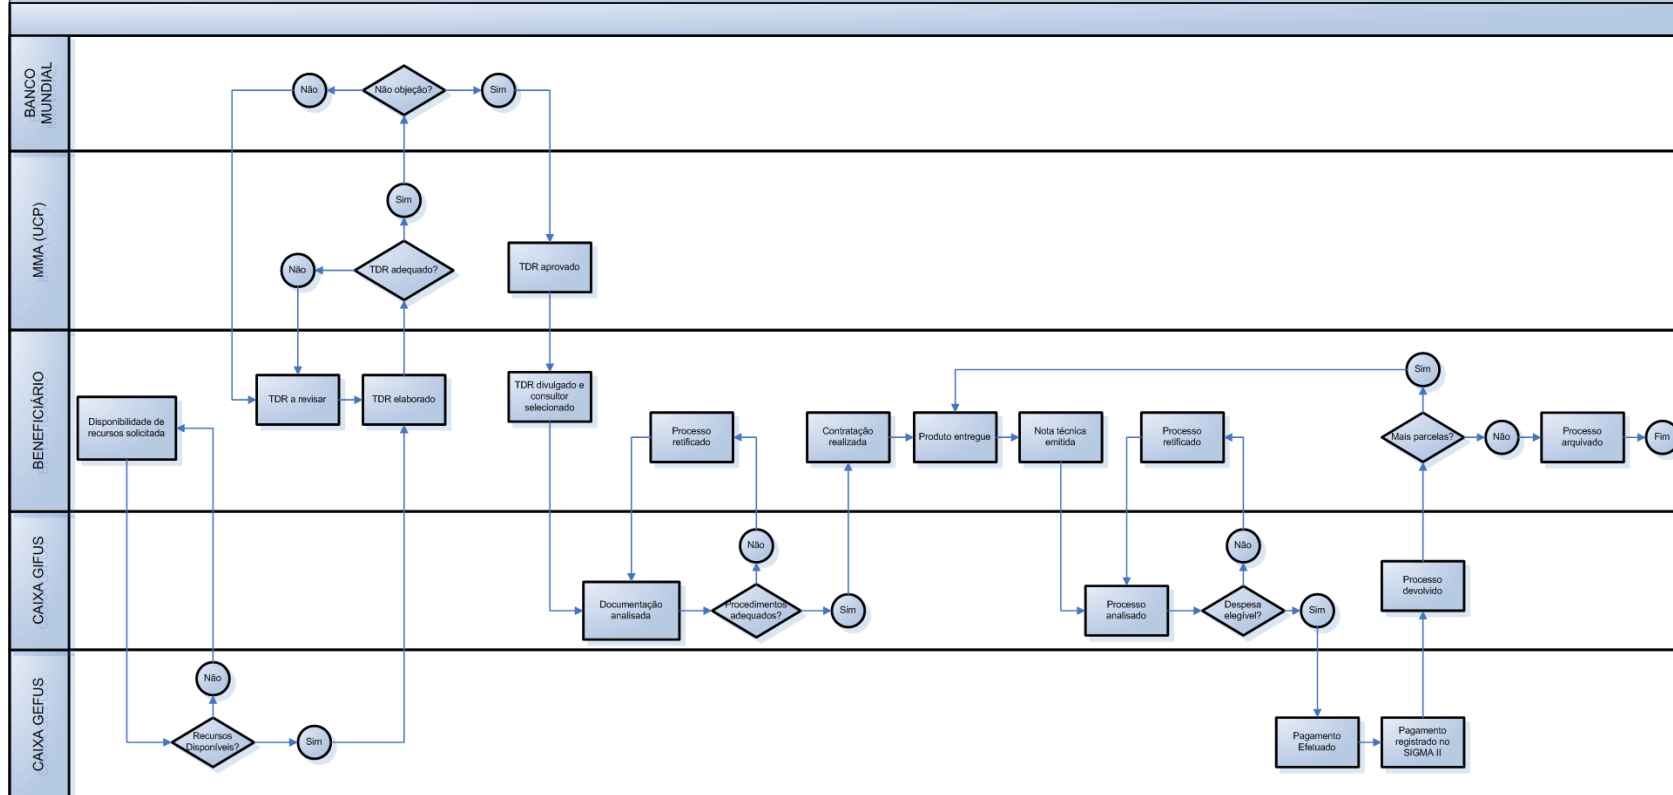 BANCO
MUNDIAL
Não
Não objeção?
Sim
MMA (UCP)
Sim
Não
TDR adequado?
TDR aprovado
BENEFICIÁRIO
Disponibilidade de
recursos solicitada
TDR a revisar
TDR elaborado
TDR divulgado e
consultor
selecionado
Processo
retificado
Contratação
realizada
Produto entregue
Nota técnica
emitida
Processo
retificado
Sim
Mais parcelas?
Não
Processo
arquivado
Fim
CAIXA GIFUS
Documentação
analisada
Não
Procedimentos
adequados?
Sim
Processo
analisado
Não
Despesa
elegível?
Sim
Processo
devolvido
CAIXA GEFUS
Não
Recursos
Disponíveis?
Sim
Pagamento
Efetuado
Pagamento
registrado no
SIGMA II